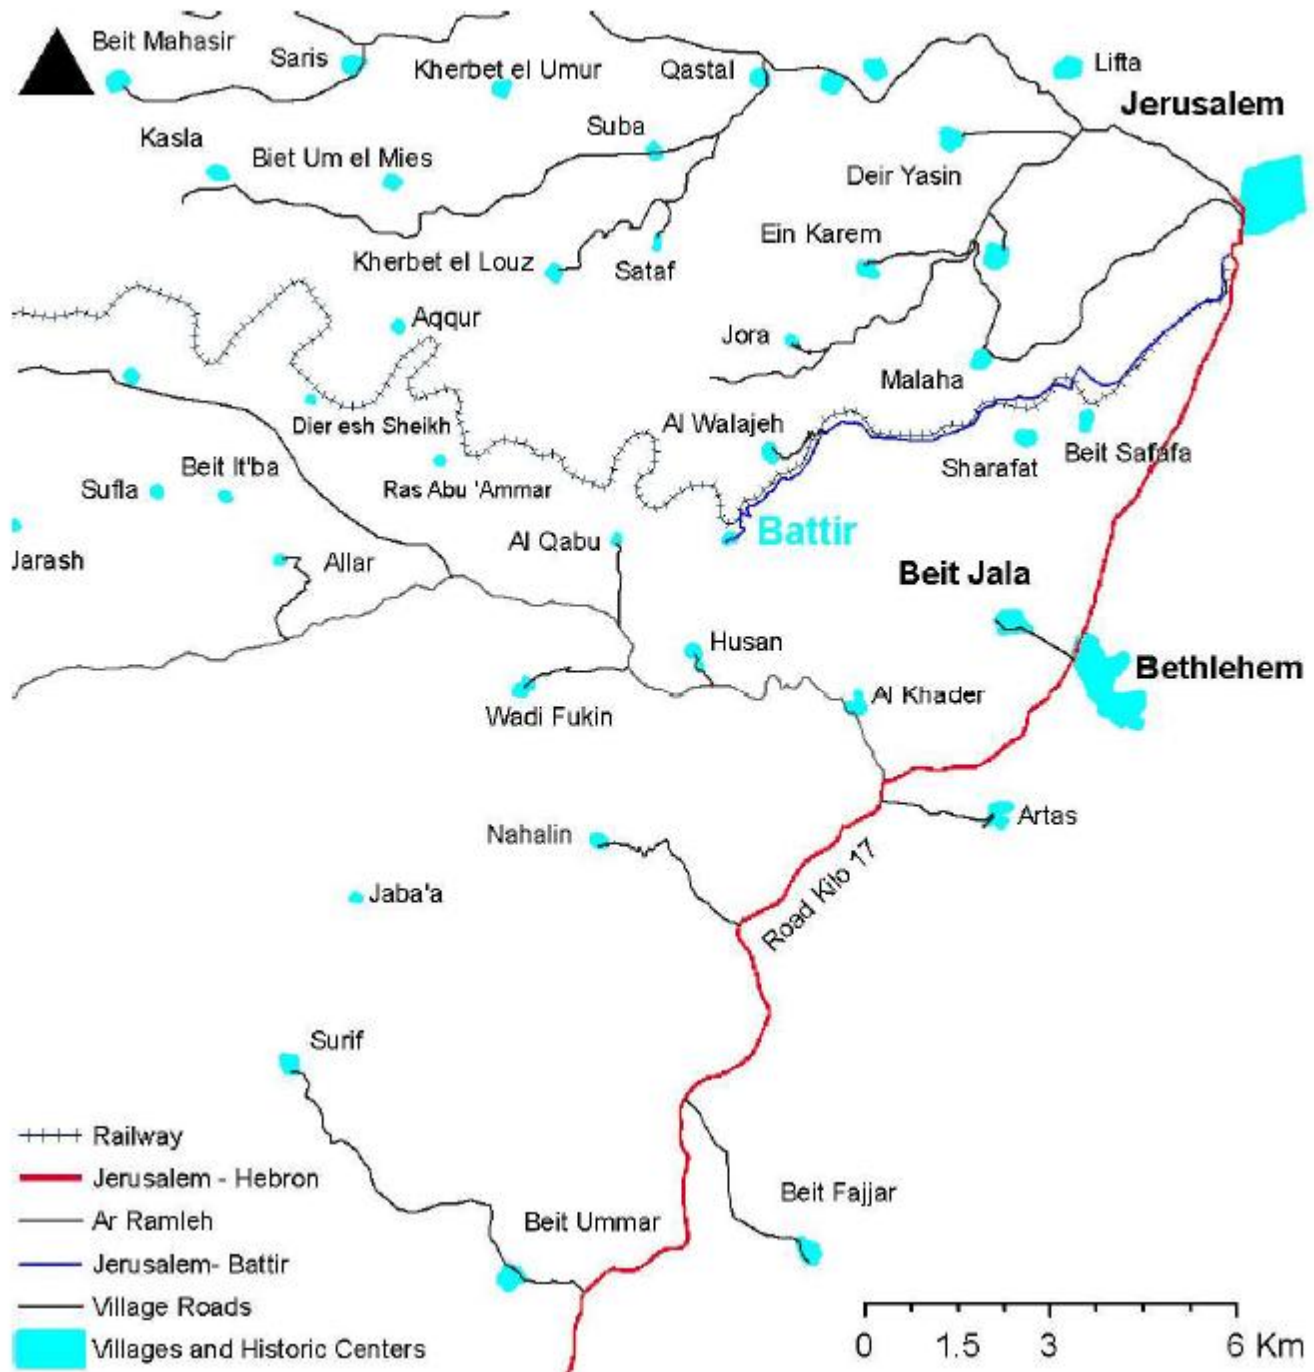 Beit Mahasir
Saris
Kherbet el Umur
Qastal
Lifta
Jerusalem
Kasla
Biet Um el Mies
Suba
Deir Yasin
Ein Karem
Kherbet el Louz
Sataf
Aqqur
Jora
Malaha
Dier esh Sheikh
Al Walajeh
Sharafat
Beit Safafa
Beit It'ba
Sufla
Ras Abu 'Ammar
Battir
Jarash
Allar
Al Qabu
Beit Jala
Husan
Bethlehem
Wadi Fukin
Al Khader
Artas
Nahalin
Road Kilo 17
Jaba'a
Surif
Beit Fajjar
Beit Ummar
Railway
Jerusalem - Hebron
Ar Ramleh
Jerusalem- Battir
Village Roads
Villages and Historic Centers
0 1.5 3 6 Km